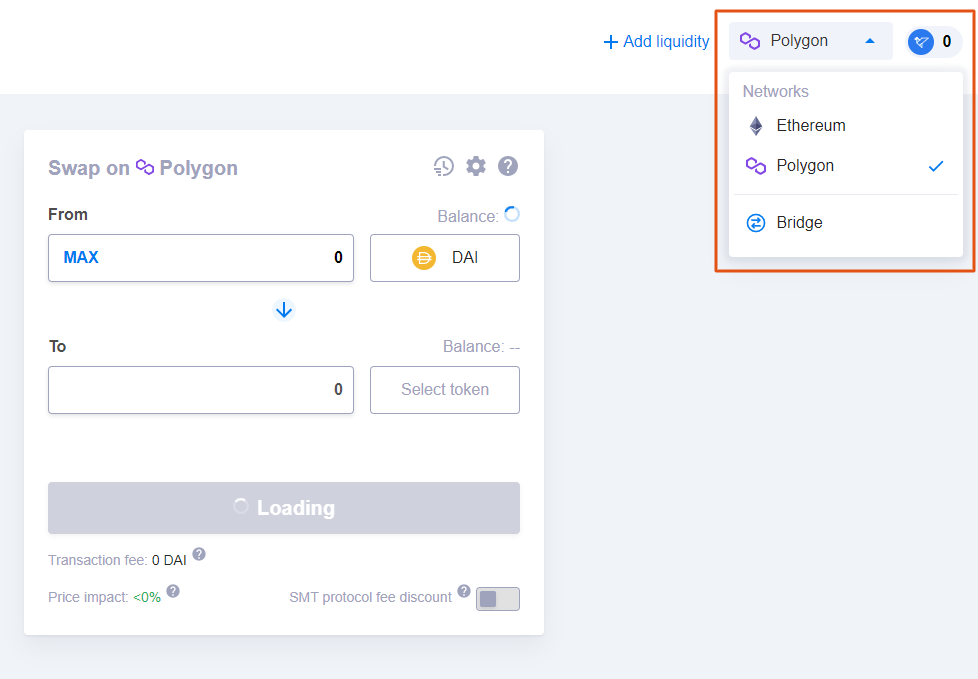 Add liquidity
Polygon
0
Networks
Ethereum
Polygon
Bridge
Swap on Polygon
From
Balance:
MAX 0
DAI
To
Balance: --
0
Select token
Loading
Transaction fee: 0 DAI
Price impact: <0%
SMT protocol fee discount